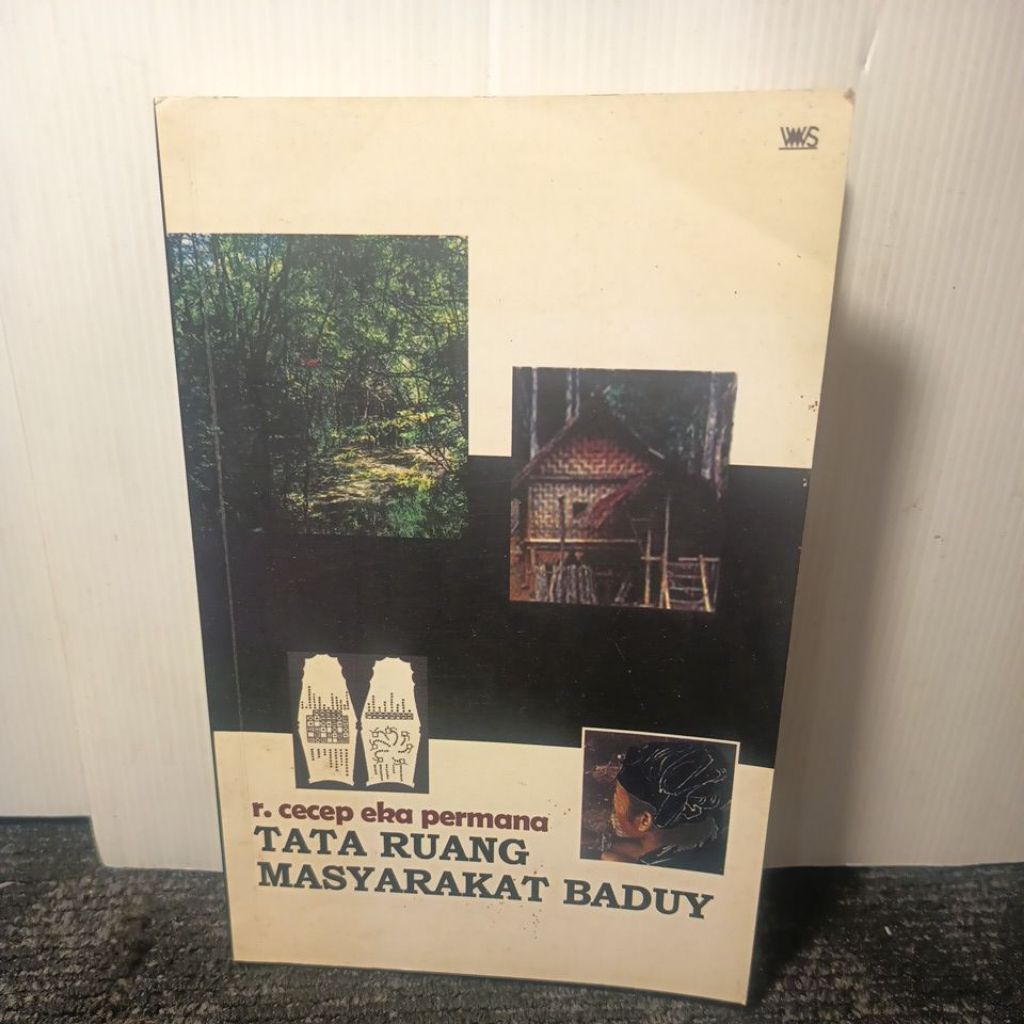 WWS
r. cecep eka permana
TATA RUANG
MASYARAKAT BADUY